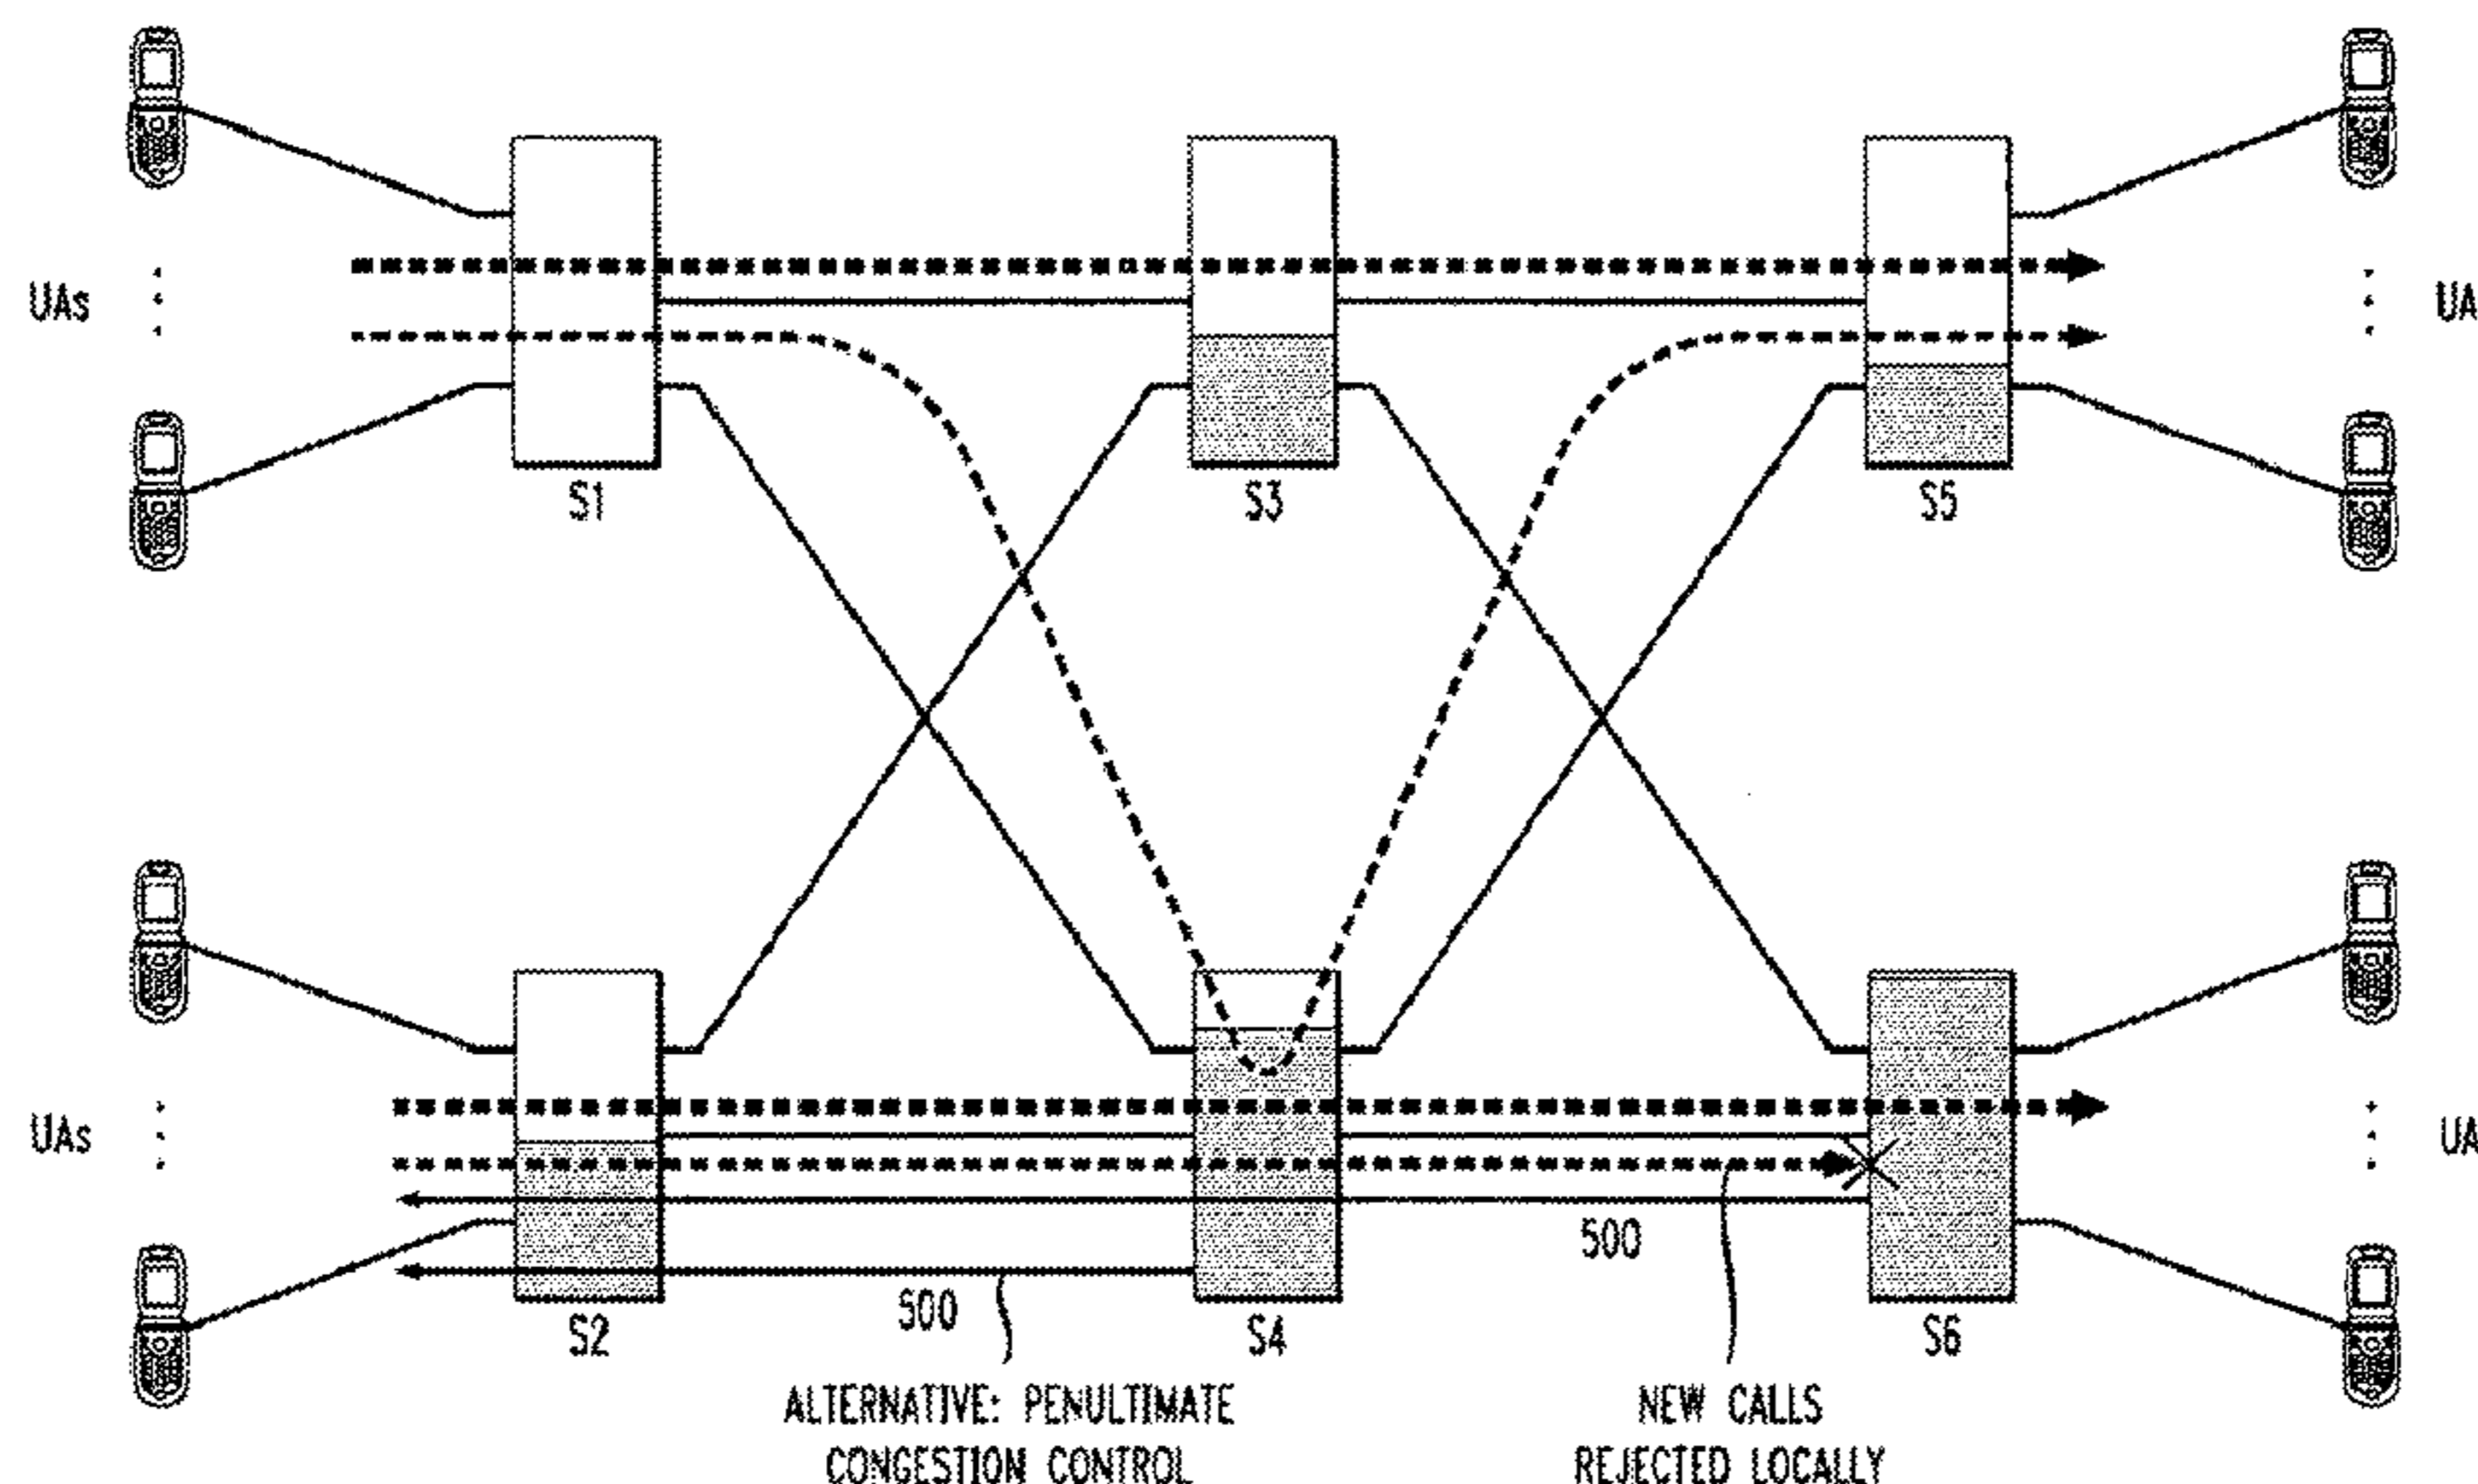 UAs
UA
S1
S3
S5
UAs
UA
500
500
S2
S4
S6
ALTERNATIVE: PENULTIMATE
CONGESTION CONTROL
NEW CALLS
REJECTED LOCALLY